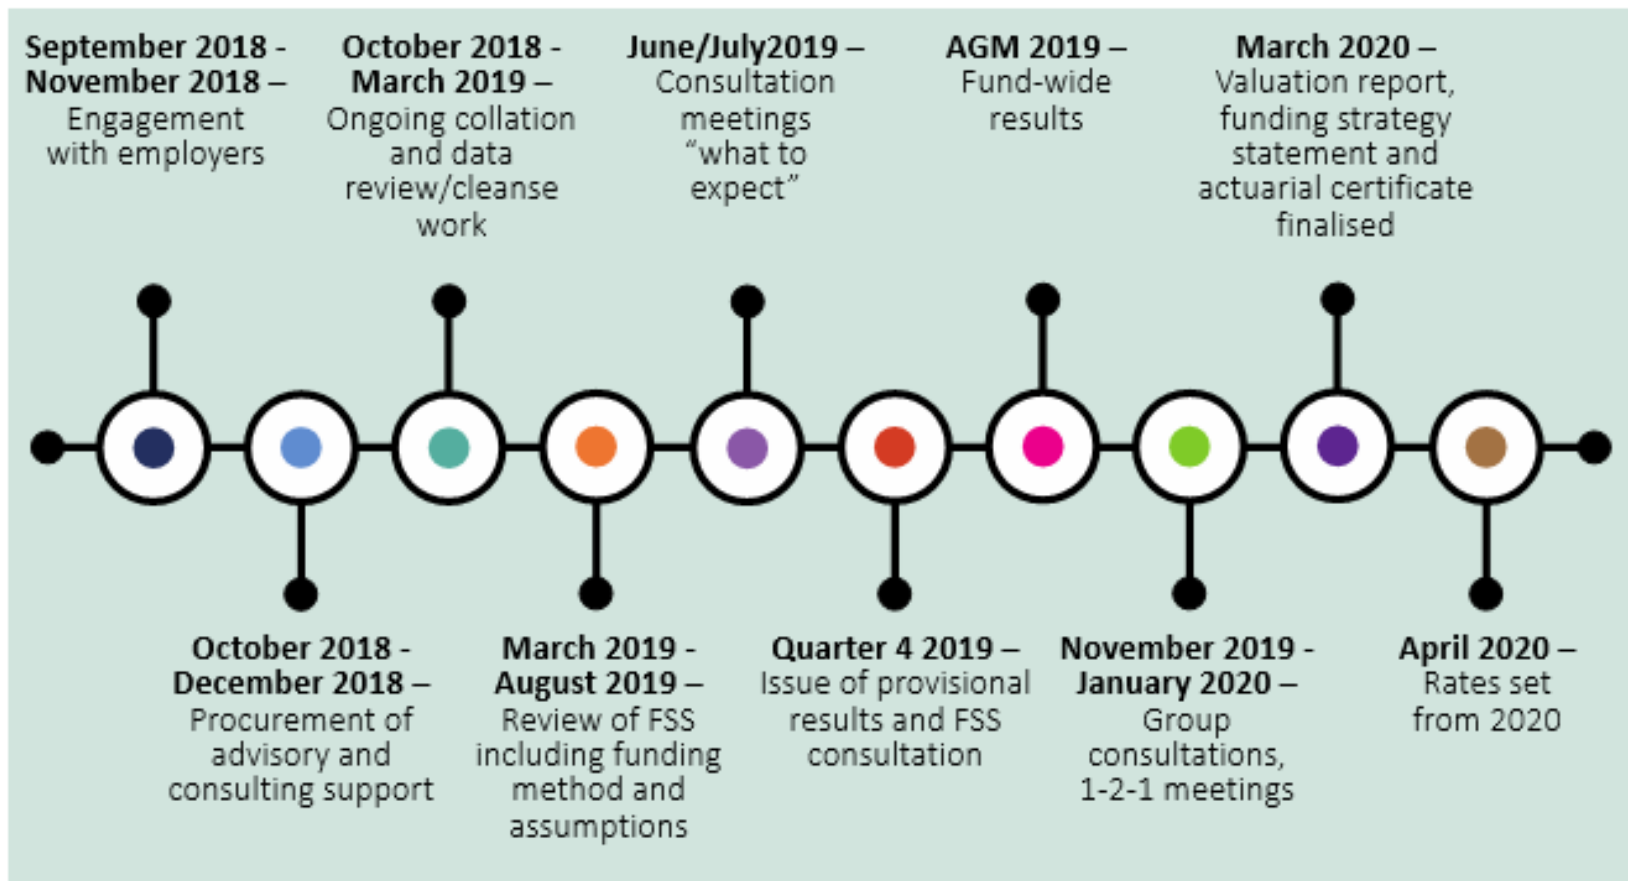 September 2018 -
November 2018 –
Engagement
with employers
October 2018 -
March 2019 –
Ongoing collation
and data
review/cleanse
work
June/July2019 –
Consultation
meetings
“what to
expect”
AGM 2019 –
Fund-wide
results
March 2020 –
Valuation report,
funding strategy
statement and
actuarial certificate
finalised
October 2018 -
December 2018 –
Procurement of
advisory and
consulting support
March 2019 -
August 2019 –
Review of FSS
including funding
method and
assumptions
Quarter 4 2019 –
Issue of provisional
results and FSS
consultation
November 2019 -
January 2020 –
Group
consultations,
1-2-1 meetings
April 2020 –
Rates set
from 2020